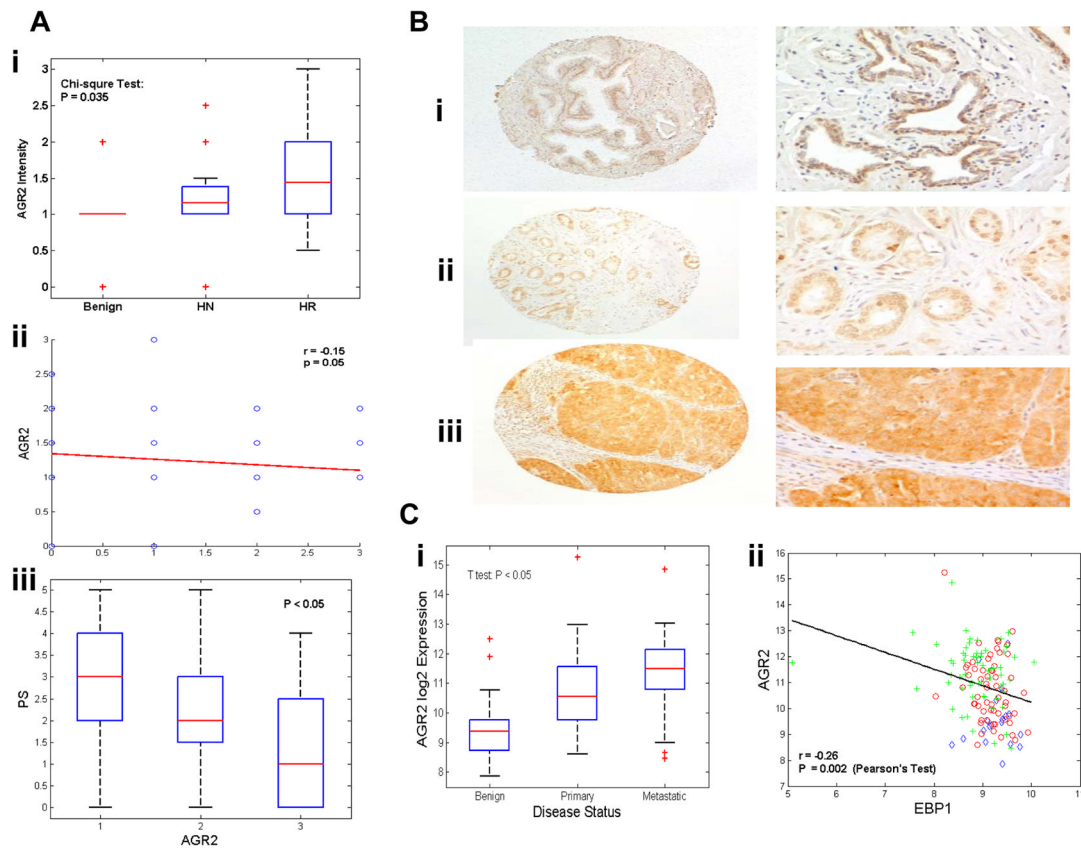 A
i
Chi-squre Test:
P = 0.035
3
2.5
2
1.5
1
0.5
0
AGR2 Intensity
Benign HN HR
ii
r = -0.15
p = 0.05
3
2.5
2
1.5
1
0.5
0
AGR2
0 0.5 1 1.5 2 2.5 3
iii
P < 0.05
5
4.5
4
3.5
3
2.5
2
1.5
1
0.5
0
PS
1 2 3
AGR2
B
i
ii
iii
C
i
T test: P < 0.05
15
14
13
12
11
10
9
8
AGR2 log2 Expression
Benign Primary Metastatic
Disease Status
ii
16
15
14
13
12
11
10
9
8
7
AGR2
r = -0.26
P = 0.002 (Pearson's Test)
5 6 7 8 9 10 1
EBP1